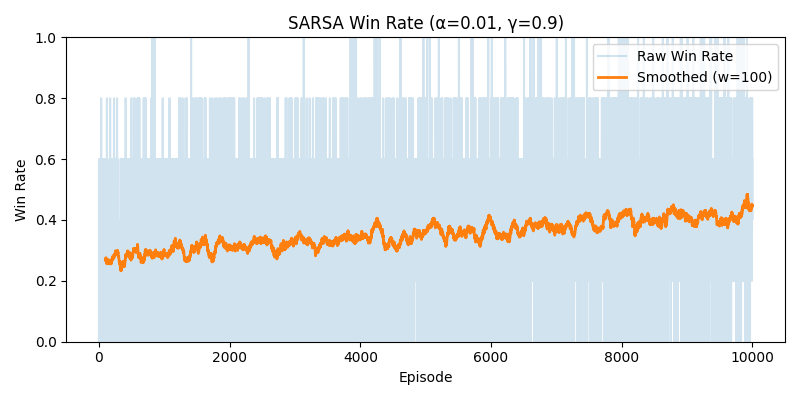 SARSA Win Rate (α=0.01, γ=0.9)
Raw Win Rate
Smoothed (w=100)
Win Rate
1.0
0.8
0.6
0.4
0.2
0.0
0 2000 4000 6000 8000 10000
Episode